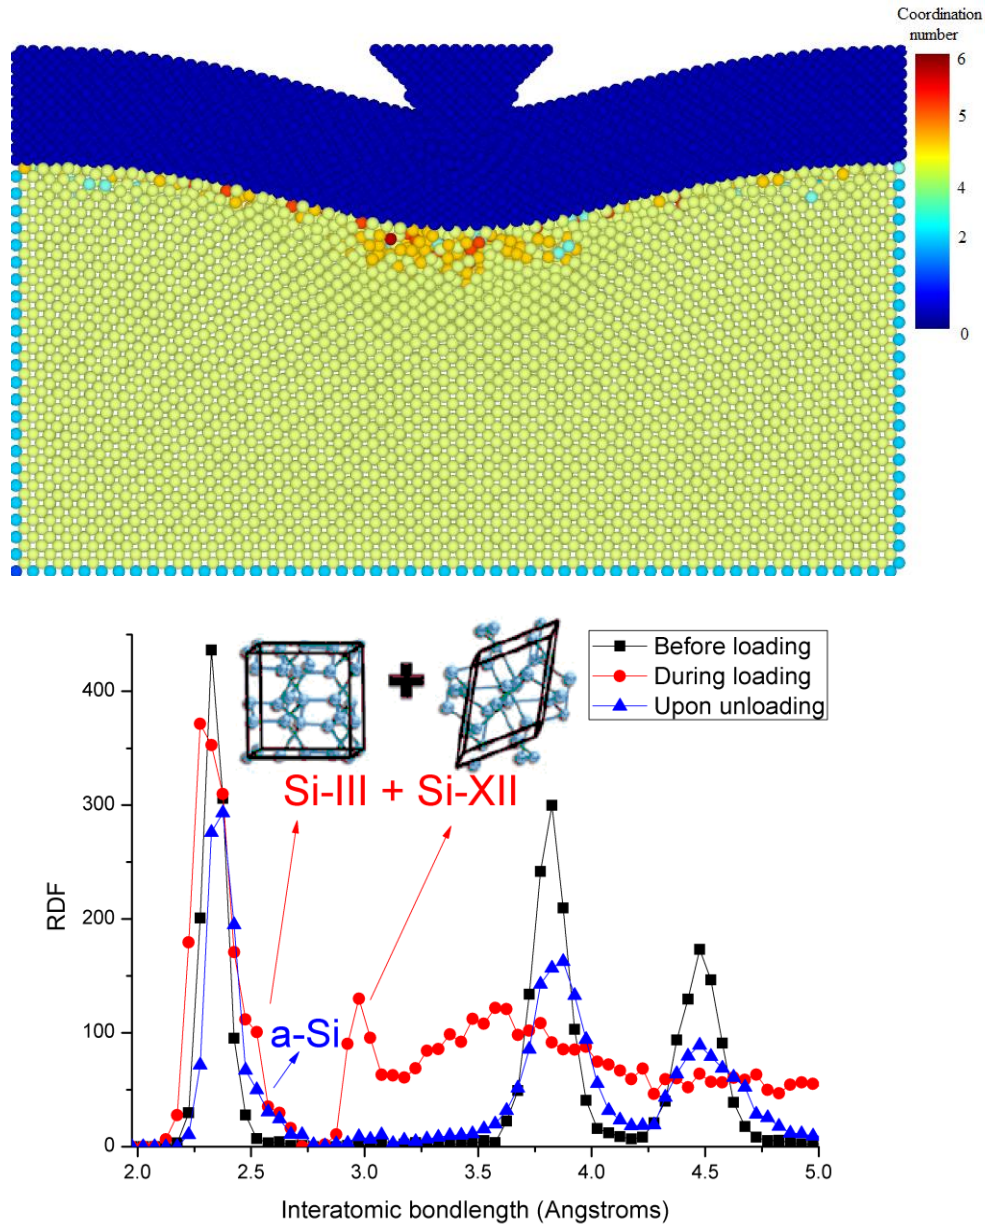 Coordination
number
6
5
4
2
0
Before loading
During loading
Upon unloading
Si-III + Si-XII
a-Si
RDF
400
300
200
100
0
2.0 2.5 3.0 3.5 4.0 4.5 5.0
Interatomic bondlength (Angstroms)